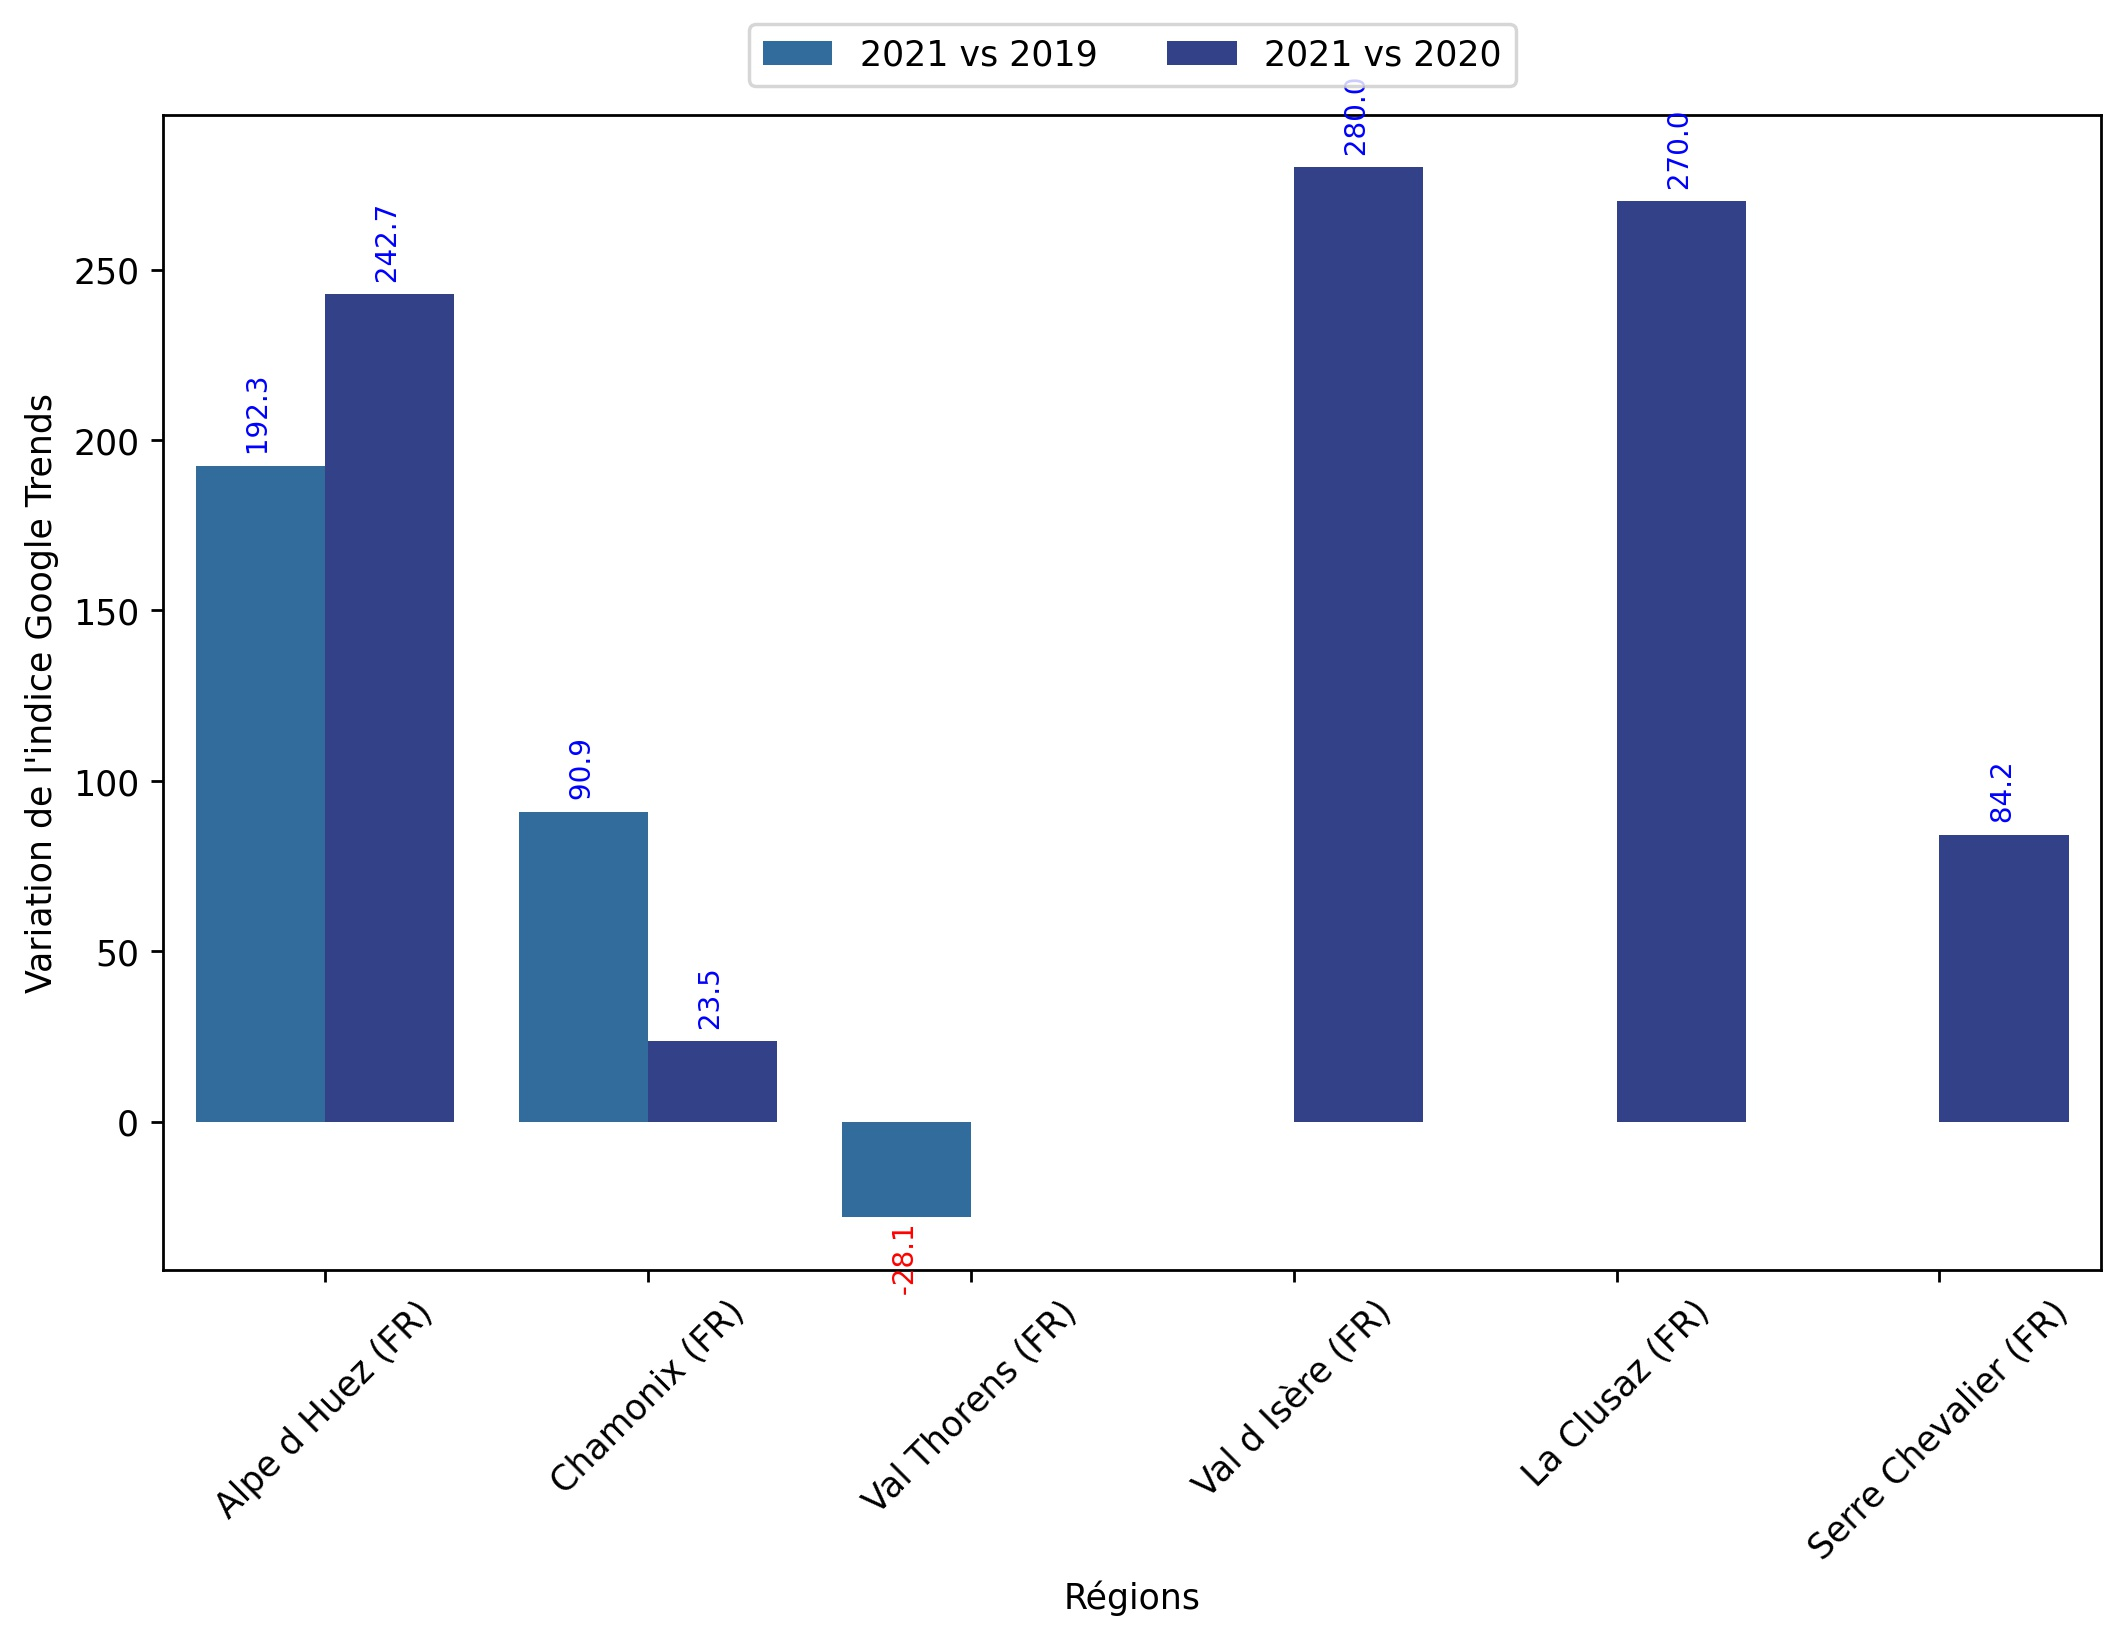 2021 vs 2019
2021 vs 2020
Variation de l'indice Google Trends
250
200
150
100
50
0
192.3
242.7
90.9
23.5
-28.1
280.0
270.0
84.2
Alpe d Huez (FR)
Chamonix (FR)
Val Thorens (FR)
Val d Isère (FR)
La Clusaz (FR)
Serre Chevalier (FR)
Régions